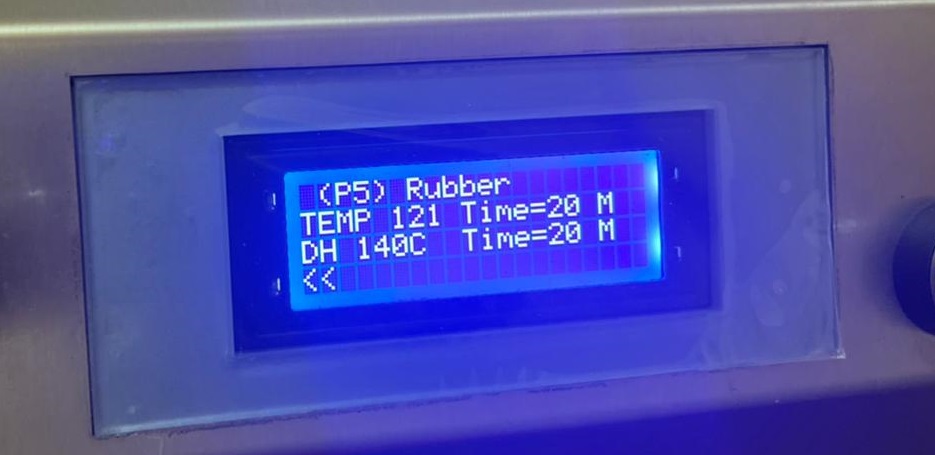 (P5) Rubber
TEMP 121 Time=20 M
DH 140C Time=20 M
<<